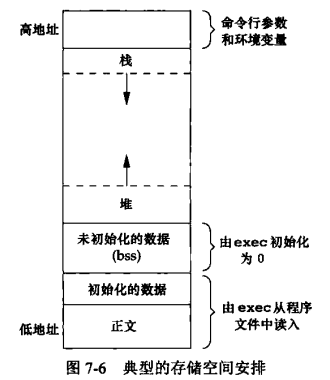 高地址
命令行参数
和环境变量
栈
堆
未初始化的数据
(bss)
由exec初始化
为 0
初始化的数据
正文
由exec从程序
文件中读入
低地址
图 7-6 典型的存储空间安排